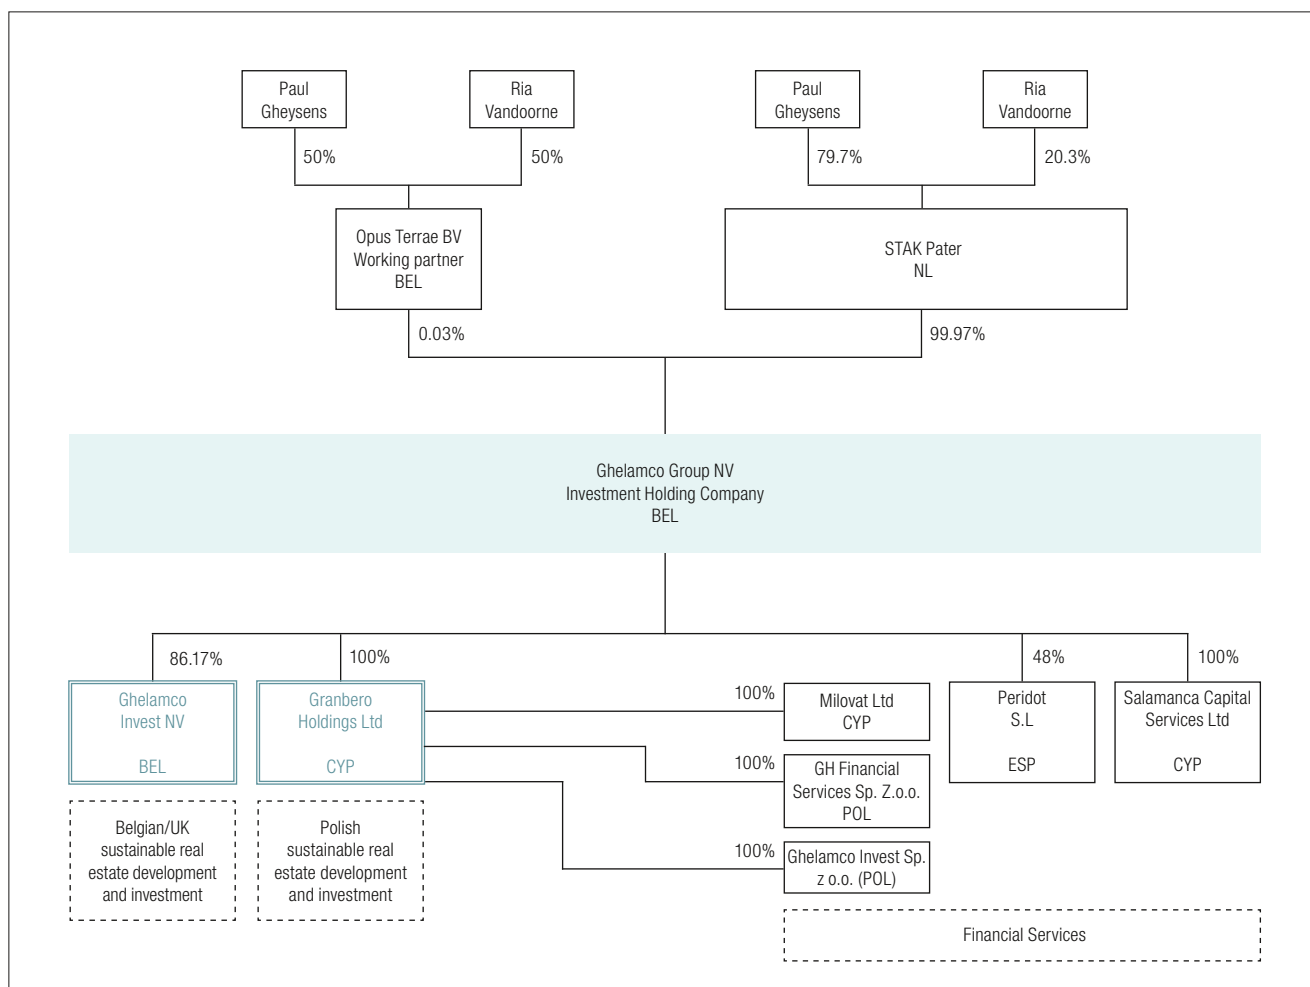 Paul
Gheysens
Ria
Vandoorne
Paul
Gheysens
Ria
Vandoorne
50%
50%
79.7%
20.3%
Opus Terrae BV
Working partner
BEL
STAK Pater
NL
0.03%
99.97%
Ghelamco Group NV
Investment Holding Company
BEL
86.17%
100%
48%
100%
Ghelamco
Invest NV
BEL
Granbero
Holdings Ltd
CYP
100%
Milovat Ltd
CYP
Peridot
S.L
ESP
Salamanca Capital
Services Ltd
CYP
100%
GH Financial
Services Sp. Z.o.o.
POL
Belgian/UK
sustainable real
estate development
and investment
Polish
sustainable real
estate development
and investment
100%
Ghelamco Invest Sp.
z o.o. (POL)
Financial Services